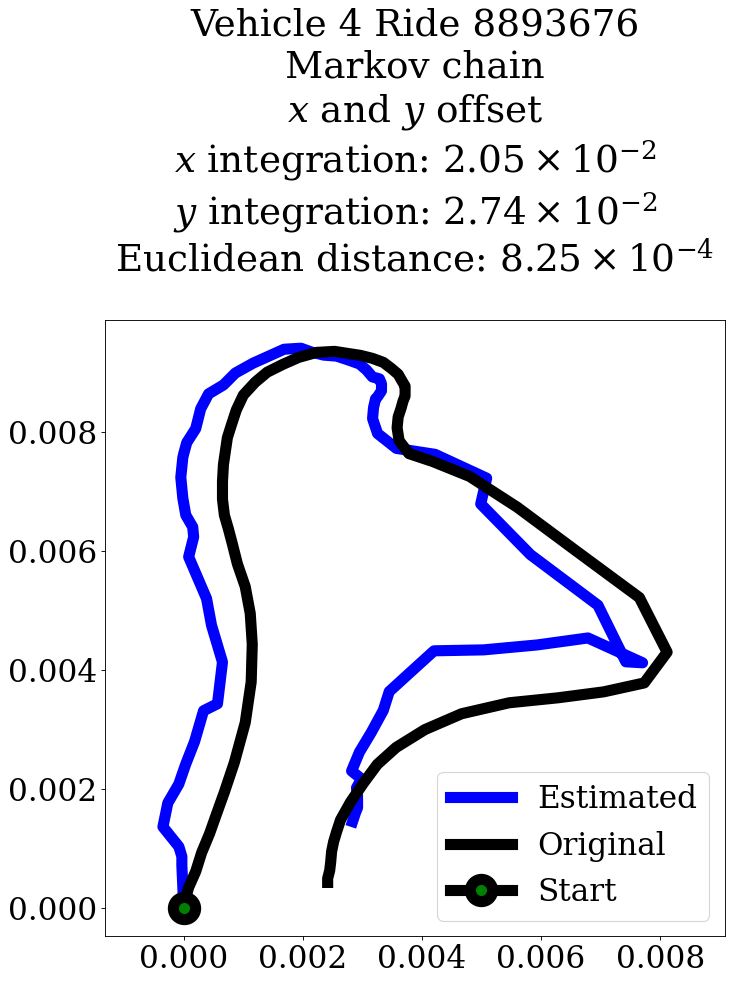 Vehicle 4 Ride 8893676
Markov chain
x and y offset
x integration: 2.05 × 10⁻²
y integration: 2.74 × 10⁻²
Euclidean distance: 8.25 × 10⁻⁴
0.008
0.006
0.004
0.002
0.000
Estimated
Original
Start
0.000 0.002 0.004 0.006 0.008